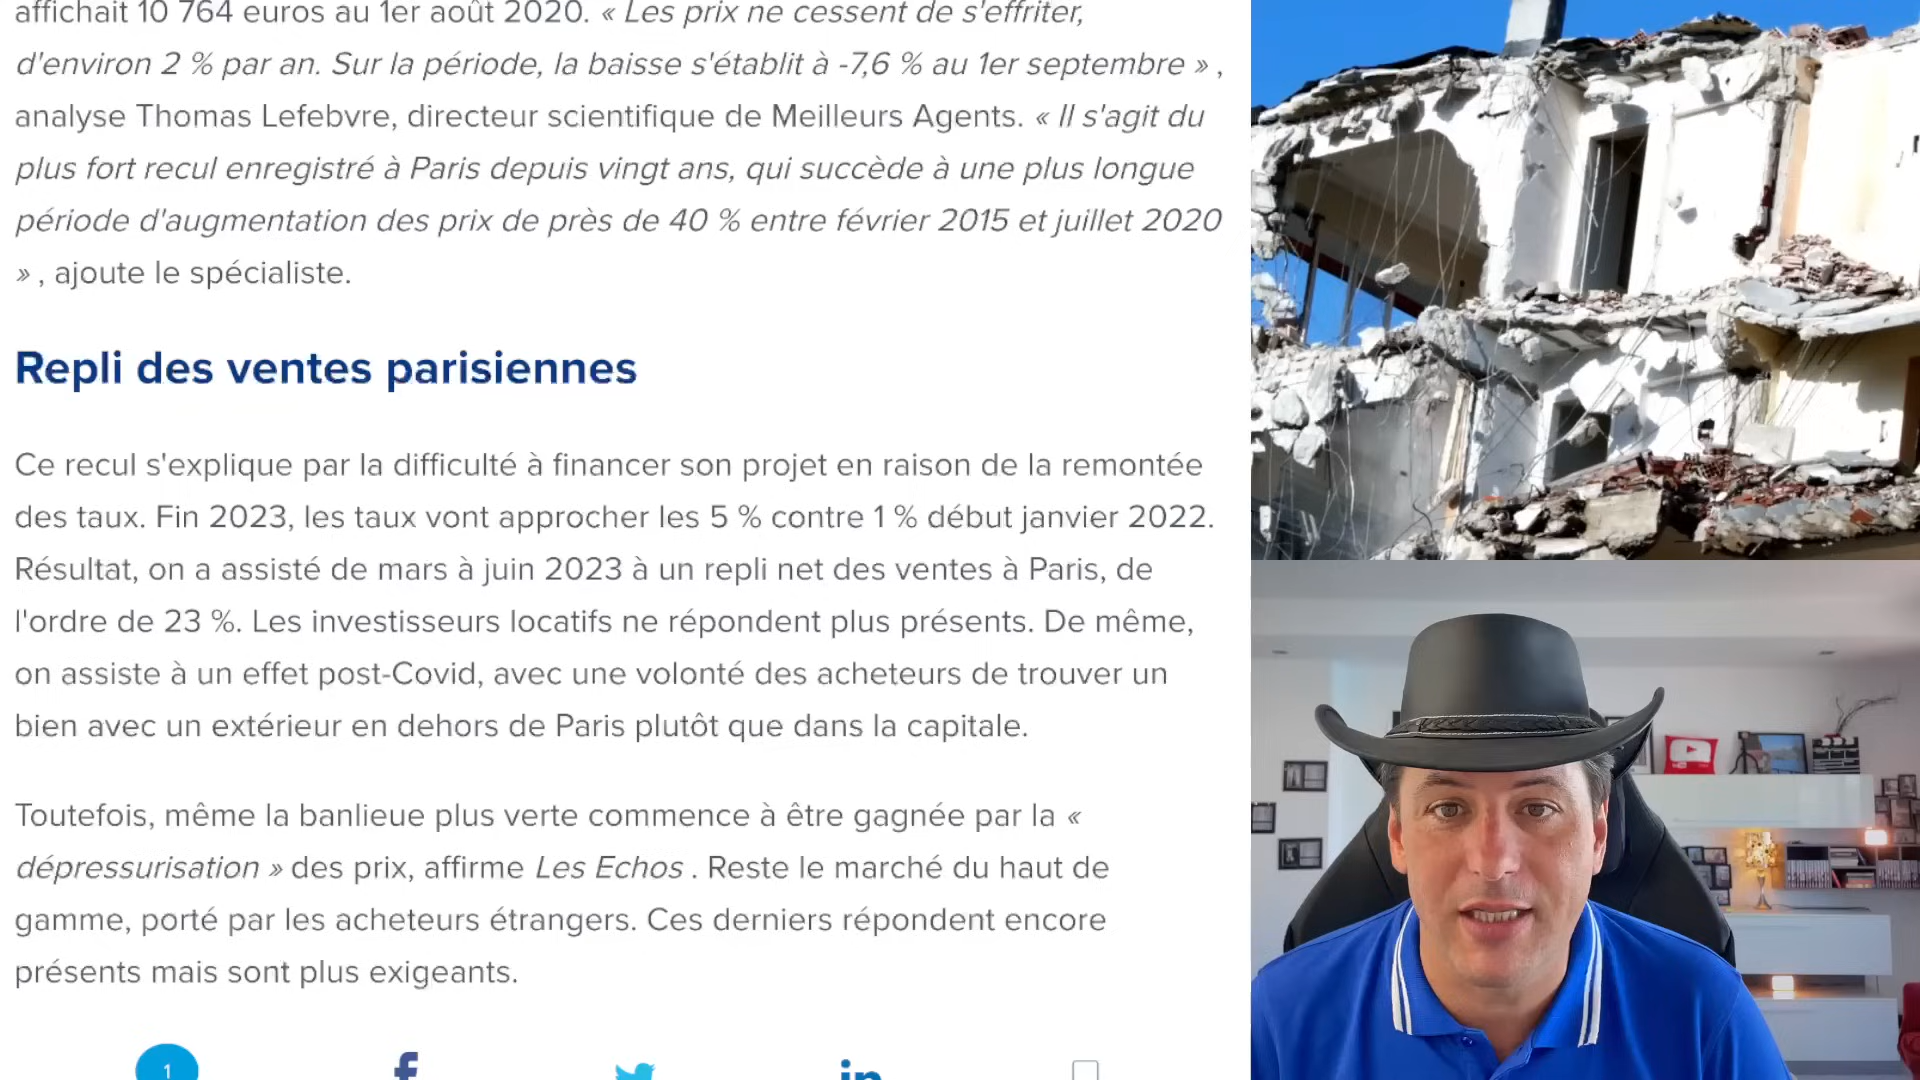 affichait 10 764 euros au 1er août 2020. « Les prix ne cessent de s'effriter,
d'environ 2 % par an. Sur la période, la baisse s'établit à -7,6 % au 1er septembre » ,
analyse Thomas Lefebvre, directeur scientifique de Meilleurs Agents. « Il s'agit du
plus fort recul enregistré à Paris depuis vingt ans, qui succède à une plus longue
période d'augmentation des prix de près de 40 % entre février 2015 et juillet 2020
» , ajoute le spécialiste.
Repli des ventes parisiennes
Ce recul s'explique par la difficulté à financer son projet en raison de la remontée
des taux. Fin 2023, les taux vont approcher les 5 % contre 1 % début janvier 2022.
Résultat, on a assisté de mars à juin 2023 à un repli net des ventes à Paris, de
l'ordre de 23 %. Les investisseurs locatifs ne répondent plus présents. De même,
on assiste à un effet post-Covid, avec une volonté des acheteurs de trouver un
bien avec un extérieur en dehors de Paris plutôt que dans la capitale.
Toutefois, même la banlieue plus verte commence à être gagnée par la «
dépressurisation » des prix, affirme Les Echos . Reste le marché du haut de
gamme, porté par les acheteurs étrangers. Ces derniers répondent encore
présents mais sont plus exigeants.
1
f
in